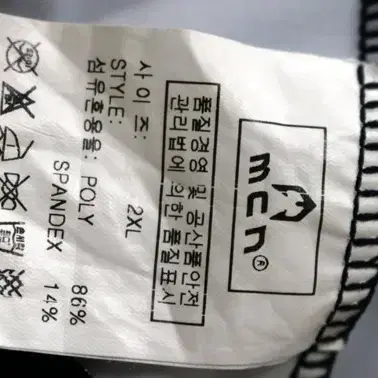 mcn®
품질경영 및 공산품안전
관리법에 의한 품질표시
사이즈: 2XL
STYLE:
섬유혼용율: POLY 86%
SPANDEX 14%